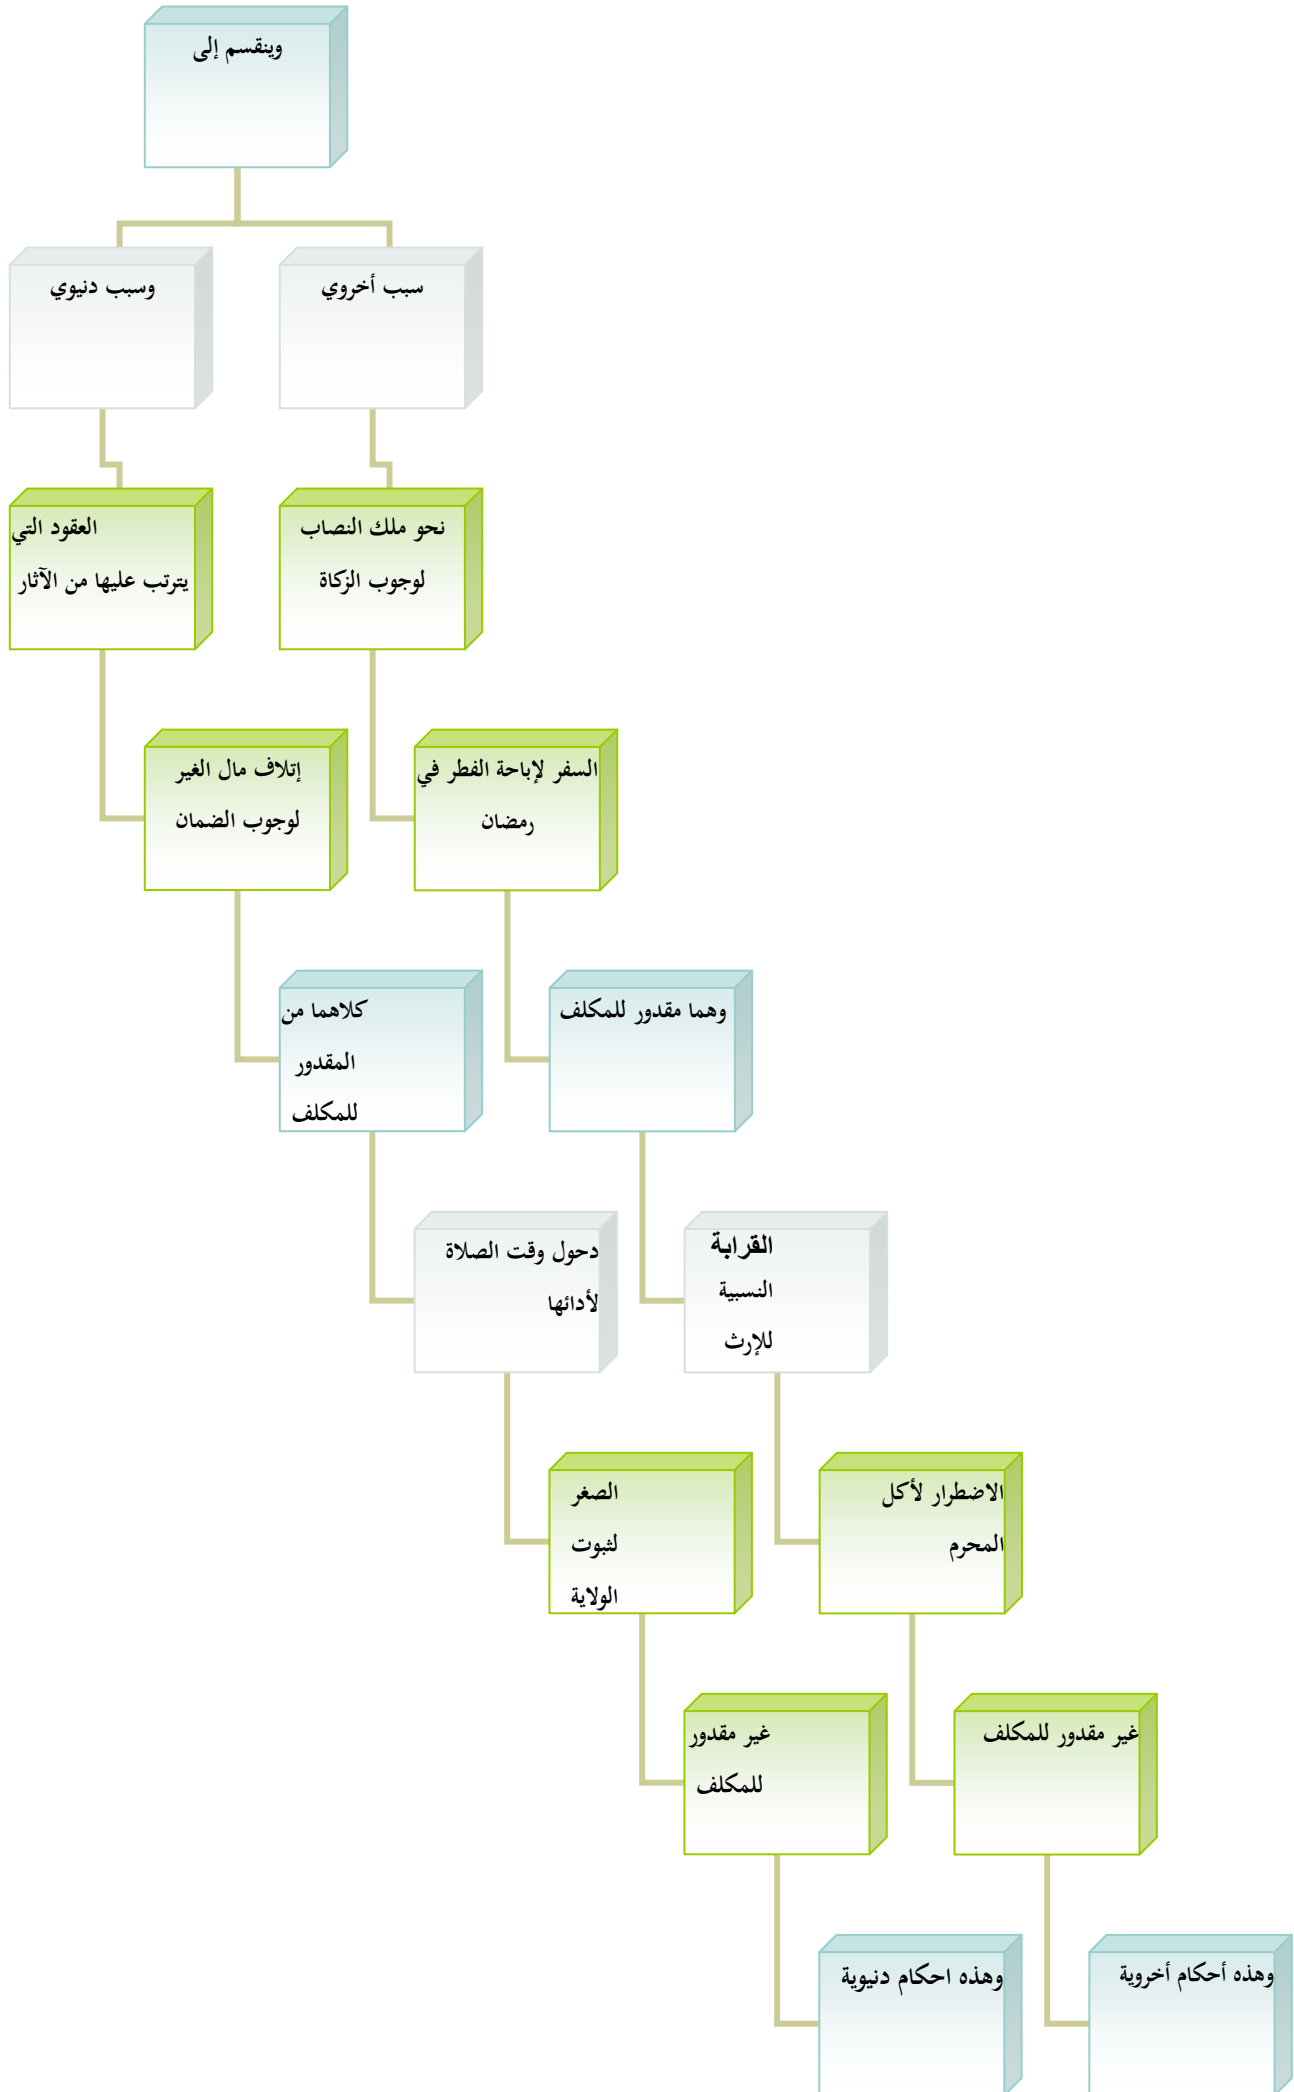 وينقسم إلى
سبب أخروي
وسبب دنيوي
نحو ملك النصاب
لوجوب الزكاة
العقود التي
يترتب عليها من الآثار
السفر لإباحة الفطر في
رمضان
إتلاف مال الغير
لوجوب الضمان
وهما مقدور للمكلف
كلاهما من
المقدور
للمكلف
القرابة
النسبية
للإرث
دحول وقت الصلاة
لأدائها
الاضطرار لأكل
المحرم
الصغر
لثبوت
الولاية
غير مقدور للمكلف
غير مقدور
للمكلف
وهذه أحكام أخروية
وهذه احكام دنيوية